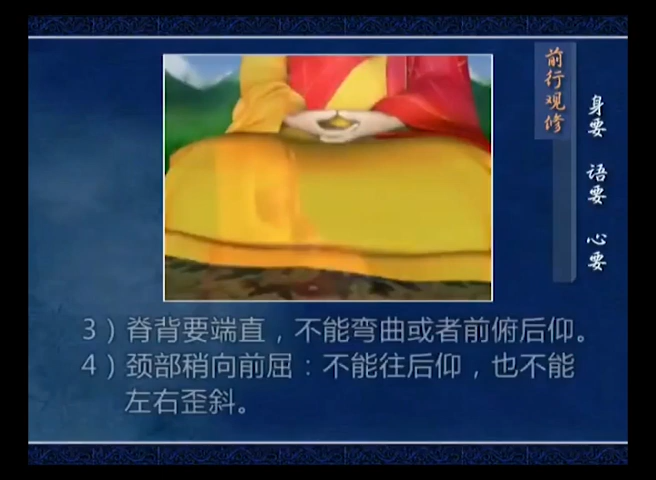 前行观修
身要 语要 心要
3）脊背要端直，不能弯曲或者前俯后仰。
4）颈部稍向前屈：不能往后仰，也不能
左右歪斜。